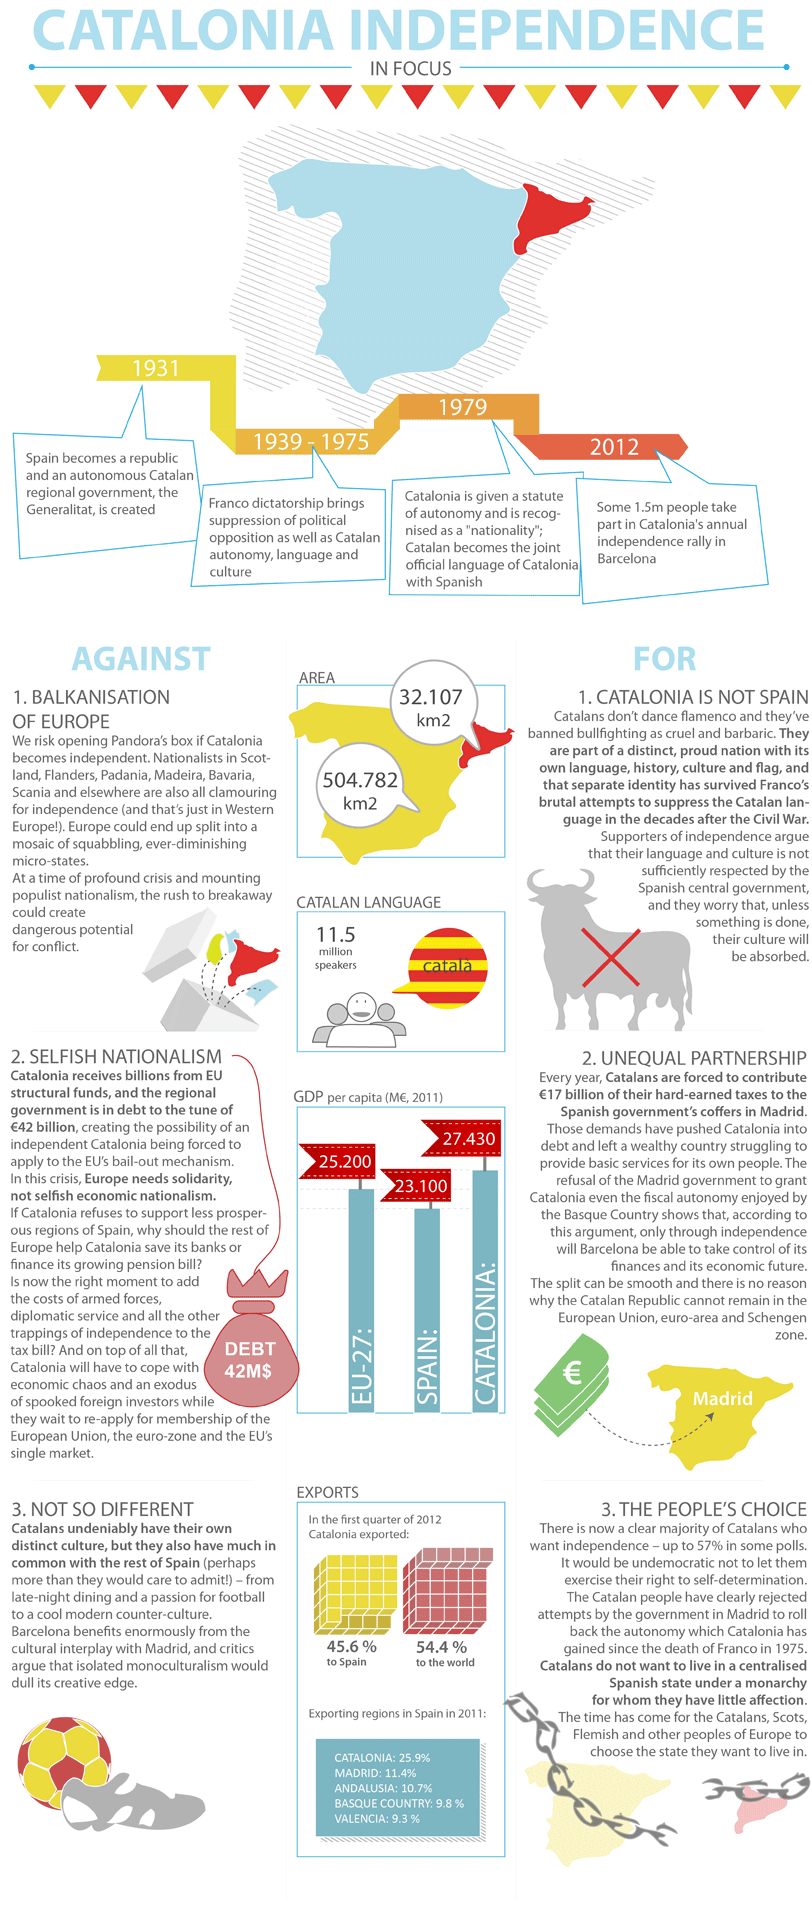 CATALONIA INDEPENDENCE
IN FOCUS
1931
1939 - 1975
1979
2012
Spain becomes a republic
and an autonomous Catalan
regional government, the
Generalitat, is created
Franco dictatorship brings
suppression of political
opposition as well as Catalan
autonomy, language and
culture
Catalonia is given a statute
of autonomy and is recog-
nised as a "nationality";
Catalan becomes the joint
official language of Catalonia
with Spanish
Some 1.5m people take
part in Catalonia's annual
independence rally in
Barcelona
AGAINST
1. BALKANISATION
OF EUROPE
We risk opening Pandora's box if Catalonia
becomes independent. Nationalists in Scot-
land, Flanders, Padania, Madeira, Bavaria,
Scania and elsewhere are also all clamouring
for independence (and that's just in Western
Europe!). Europe could end up split into a
mosaic of squabbling, ever-diminishing
micro-states.
At a time of profound crisis and mounting
populist nationalism, the rush to breakaway
could create
dangerous potential
for conflict.
2. SELFISH NATIONALISM
Catalonia receives billions from EU
structural funds, and the regional
government is in debt to the tune of
€42 billion, creating the possibility of an
independent Catalonia being forced to
apply to the EU's bail-out mechanism.
In this crisis, Europe needs solidarity,
not selfish economic nationalism.
If Catalonia refuses to support less prosper-
ous regions of Spain, why should the rest of
Europe help Catalonia save its banks or
finance its growing pension bill?
Is now the right moment to add
the costs of armed forces,
diplomatic service and all the other
trappings of independence to the
tax bill? And on top of all that,
Catalonia will have to cope with
economic chaos and an exodus
of spooked foreign investors while
they wait to re-apply for membership of the
European Union, the euro-zone and the EU's
single market.
DEBT
42M$
3. NOT SO DIFFERENT
Catalans undeniably have their own
distinct culture, but they also have much in
common with the rest of Spain (perhaps
more than they would care to admit!) – from
late-night dining and a passion for football
to a cool modern counter-culture.
Barcelona benefits enormously from the
cultural interplay with Madrid, and critics
argue that isolated monoculturalism would
dull its creative edge.
AREA
32.107
km2
504.782
km2
CATALAN LANGUAGE
11.5
million
speakers
català
GDP per capita (M€, 2011)
25.200
23.100
27.430
EU-27:
SPAIN:
CATALONIA:
EXPORTS
In the first quarter of 2012
Catalonia exported:
45.6 %
to Spain
54.4 %
to the world
Exporting regions in Spain in 2011:
CATALONIA: 25.9%
MADRID: 11.4%
ANDALUSIA: 10.7%
BASQUE COUNTRY: 9.8 %
VALENCIA: 9.3 %
FOR
1. CATALONIA IS NOT SPAIN
Catalans don't dance flamenco and they've
banned bullfighting as cruel and barbaric. They
are part of a distinct, proud nation with its
own language, history, culture and flag, and
that separate identity has survived Franco's
brutal attempts to suppress the Catalan lan-
guage in the decades after the Civil War.
Supporters of independence argue
that their language and culture is not
sufficiently respected by the
Spanish central government,
and they worry that, unless
something is done,
their culture will
be absorbed.
2. UNEQUAL PARTNERSHIP
Every year, Catalans are forced to contribute
€17 billion of their hard-earned taxes to the
Spanish government's coffers in Madrid.
Those demands have pushed Catalonia into
debt and left a wealthy country struggling to
provide basic services for its own people. The
refusal of the Madrid government to grant
Catalonia even the fiscal autonomy enjoyed by
the Basque Country shows that, according to
this argument, only through independence
will Barcelona be able to take control of its
finances and its economic future.
The split can be smooth and there is no reason
why the Catalan Republic cannot remain in the
European Union, euro-area and Schengen
zone.
€
Madrid
3. THE PEOPLE'S CHOICE
There is now a clear majority of Catalans who
want independence – up to 57% in some polls.
It would be undemocratic not to let them
exercise their right to self-determination.
The Catalan people have clearly rejected
attempts by the government in Madrid to roll
back the autonomy which Catalonia has
gained since the death of Franco in 1975.
Catalans do not want to live in a centralised
Spanish state under a monarchy
for whom they have little affection.
The time has come for the Catalans, Scots,
Flemish and other peoples of Europe to
choose the state they want to live in.